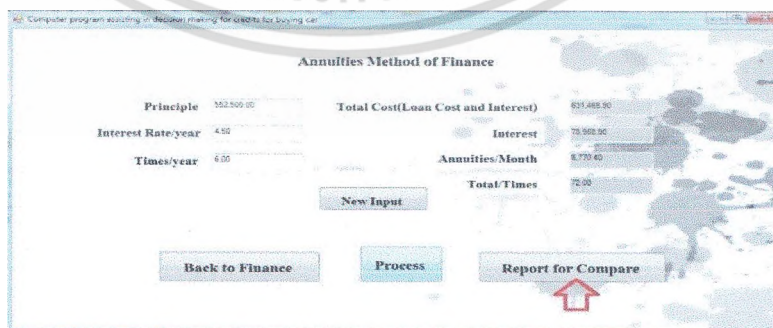 Computer program assisting in decision making for credits for buying car
Annuities Method of Finance
Principle 552,500.00 Total Cost(Loan Cost and Interest) 631,468.80
Interest Rate/year 4.50 Interest 78,968.80
Times/year 6.00 Annuities/Month 8,770.40
Total/Times 72.00
New Input
Back to Finance Process Report for Compare